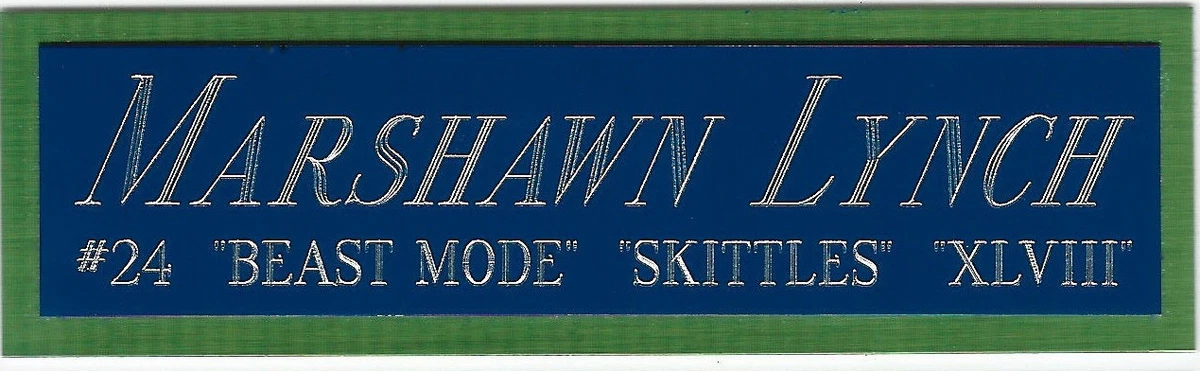 MARSHAWN LYNCH
#24 "BEAST MODE" "SKITTLES" "XLVIII"